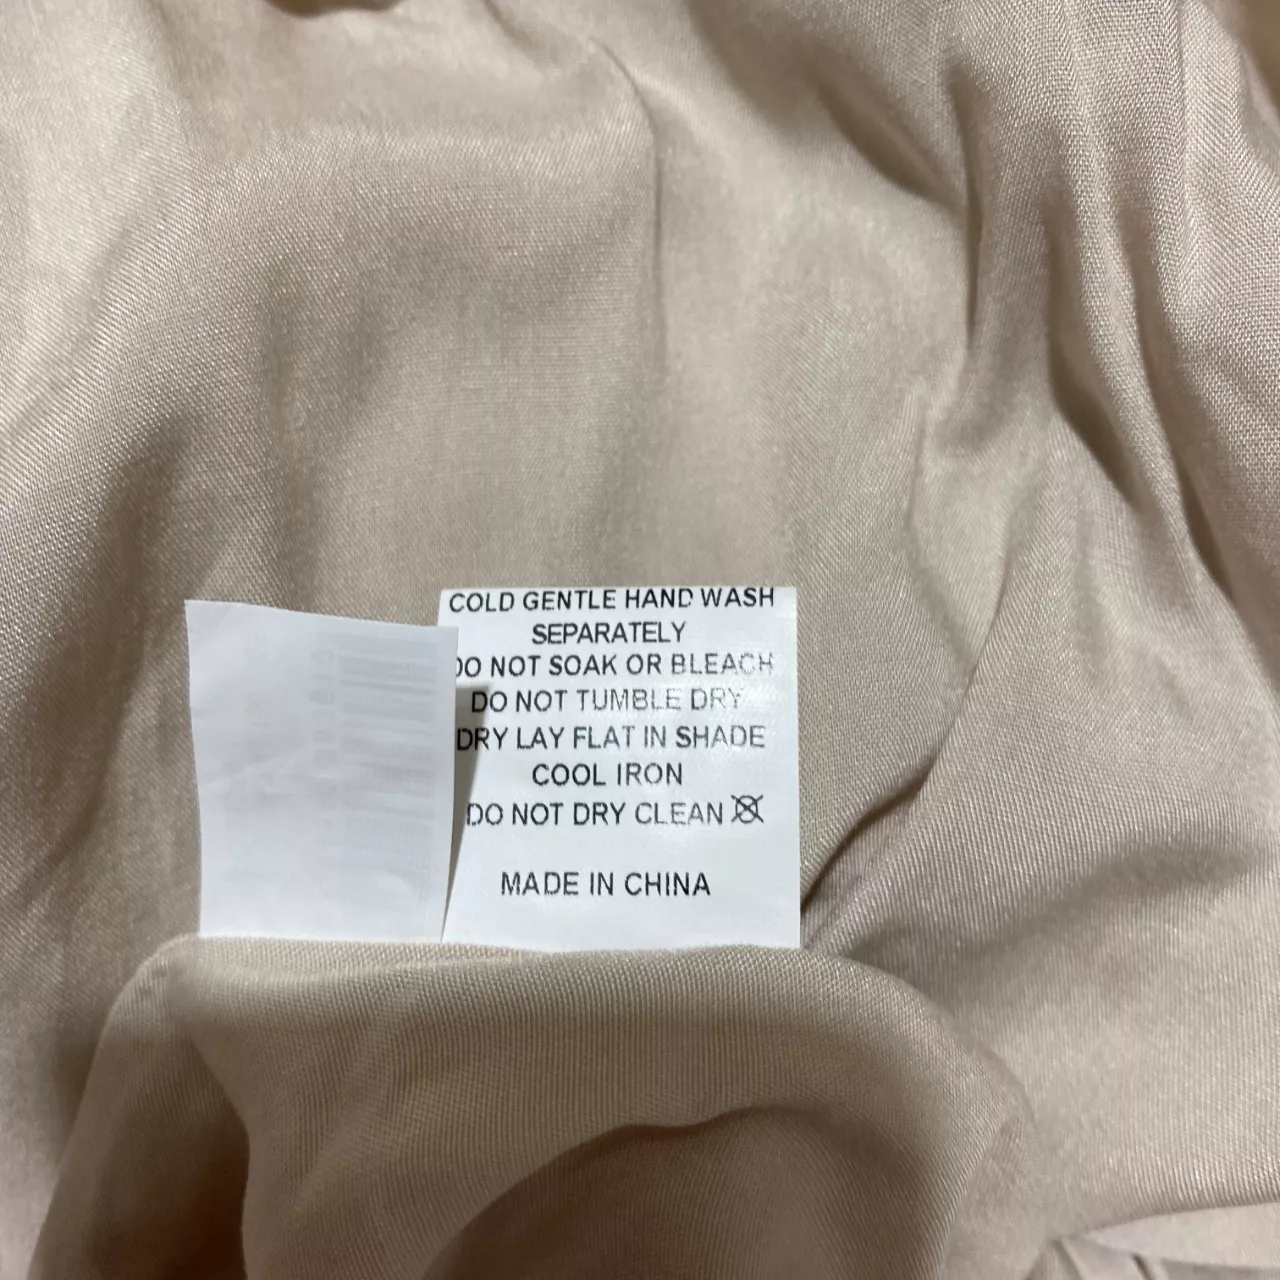 COLD GENTLE HAND WASH
SEPARATELY
DO NOT SOAK OR BLEACH
DO NOT TUMBLE DRY
DRY LAY FLAT IN SHADE
COOL IRON
DO NOT DRY CLEAN
MADE IN CHINA